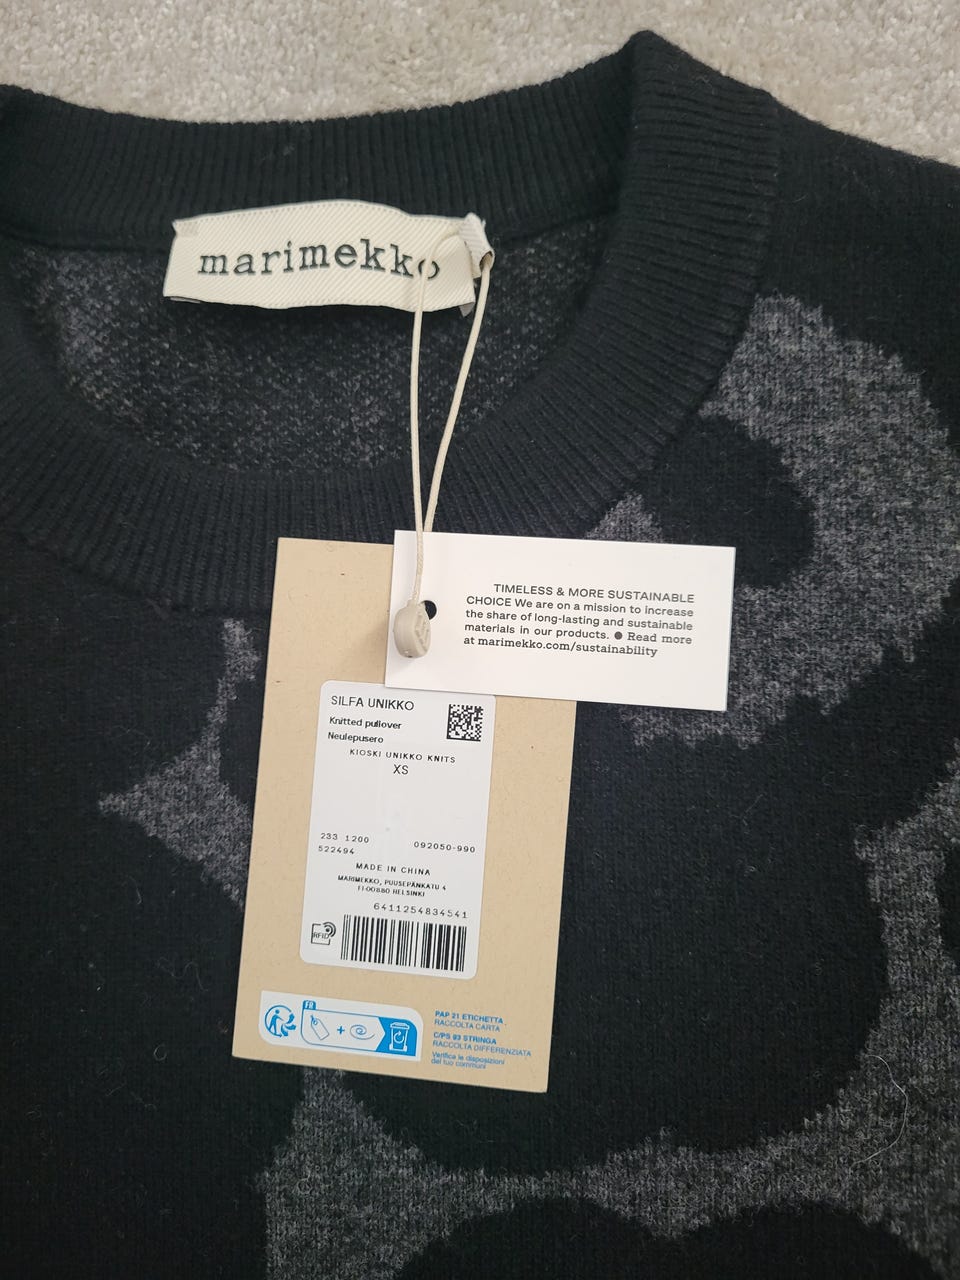 marimekko
TIMELESS & MORE SUSTAINABLE
CHOICE We are on a mission to increase
the share of long-lasting and sustainable
materials in our products. ● Read more
at marimekko.com/sustainability
SILFA UNIKKO
Knitted pullover
Neulepusero
KIOSKI UNIKKO KNITS
XS
233 1200
522494
092050-990
MADE IN CHINA
MARIMEKKO, PUUSEPÄNKATU 4
FI-00880 HELSINKI
6411254834541
RFID
FR
+
PAP 21 ETICHETTA
RACCOLTA CARTA
C/PS 93 STRINGA
RACCOLTA DIFFERENZIATA
Verifica le disposizioni
del tuo comune